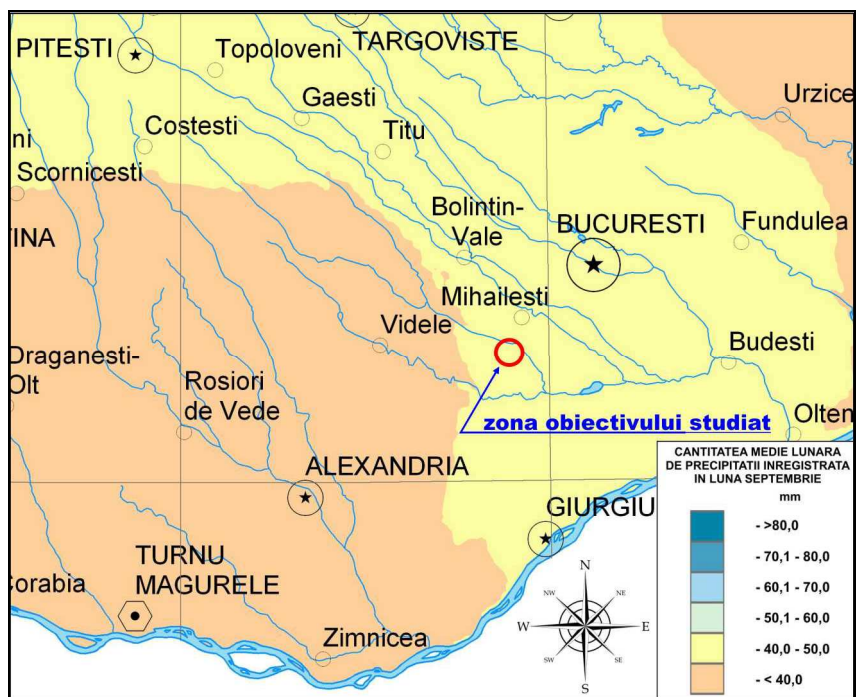 PITESTI
Topoloveni
TARGOVISTE
Urzice
Gaesti
Costesti
Titu
ni
Scornicesti
Bolintin-
Vale
BUCURESTI
Fundulea
TINA
Mihailesti
Videle
Budesti
Draganesti-
Olt
Rosiori
de Vede
zona obiectivului studiat
Olten
ALEXANDRIA
GIURGIU
TURNU
MAGURELE
Corabia
Zimnicea
N
NW
NE
W
E
SW
SE
S
CANTITATEA MEDIE LUNARA
DE PRECIPITATII INREGISTRATA
IN LUNA SEPTEMBRIE
mm
- >80,0
- 70,1 - 80,0
- 60,1 - 70,0
- 50,1 - 60,0
- 40,0 - 50,0
- < 40,0